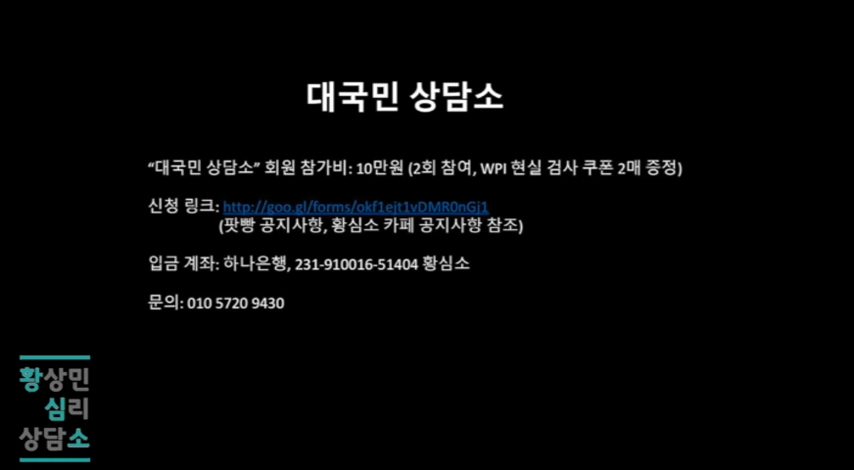 대국민 상담소
“대국민 상담소” 회원 참가비: 10만원 (2회 참여, WPI 현실 검사 쿠폰 2매 증정)
신청 링크: http://goo.gl/forms/okf1ejt1vDMR0nGj1
(팟빵 공지사항, 황심소 카페 공지사항 참조)
입금 계좌: 하나은행, 231-910016-51404 황심소
문의: 010 5720 9430
황상민
심리
상담소